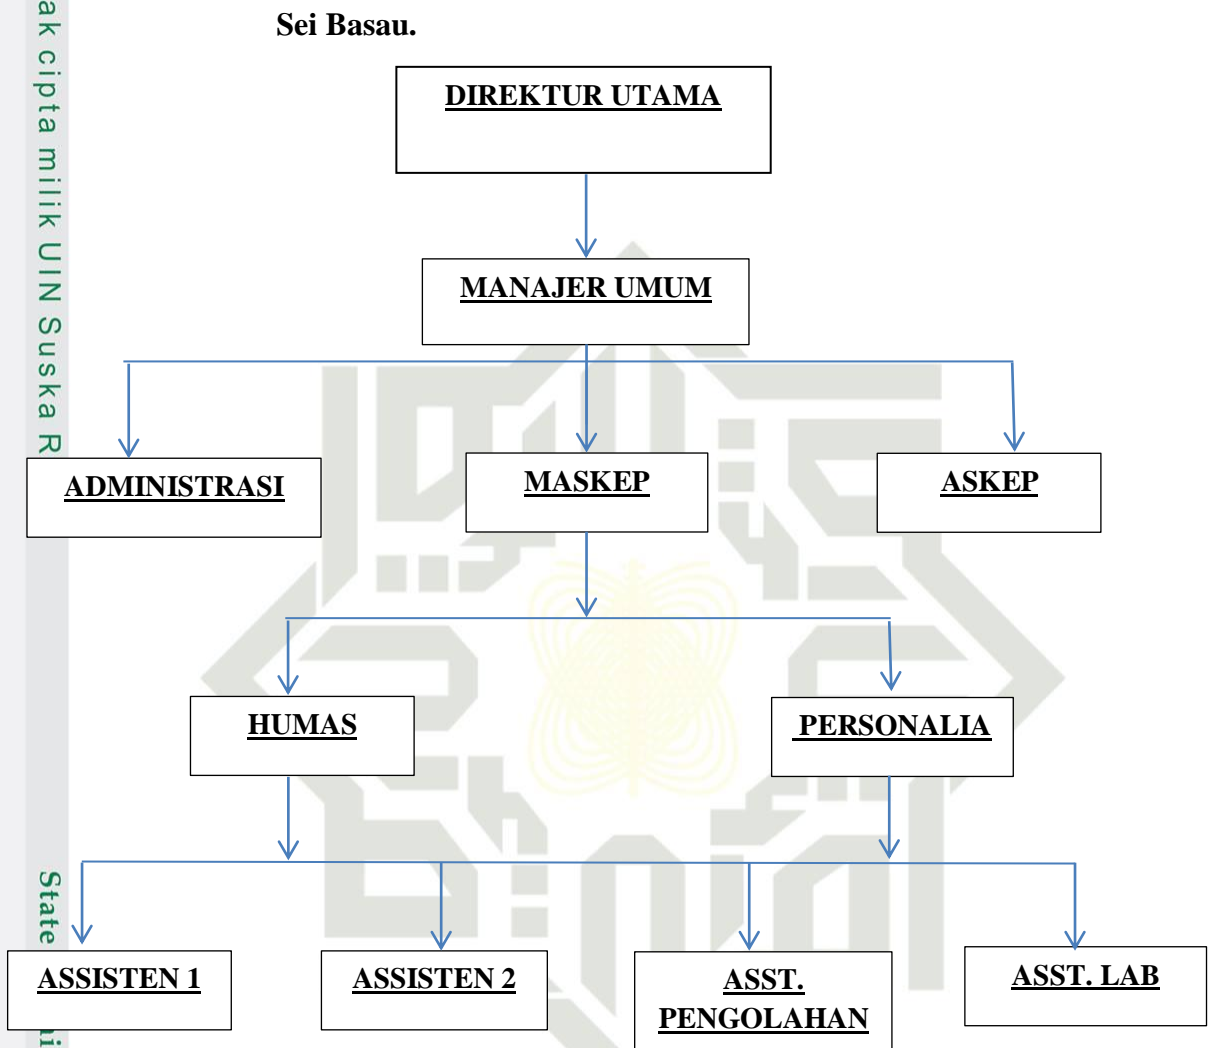 Sei Basau.
DIREKTUR UTAMA
MANAJER UMUM
ADMINISTRASI
MASKEP
ASKEP
HUMAS
PERSONALIA
ASSISTEN 1
ASSISTEN 2
ASST.
PENGOLAHAN
ASST. LAB
ak cipta milik UIN Suska R
State